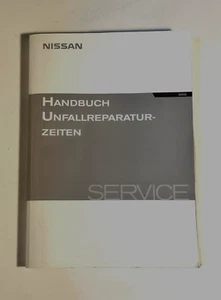 NISSAN
HANDBUCH
UNFALLREPARATUR-
ZEITEN
SERVICE